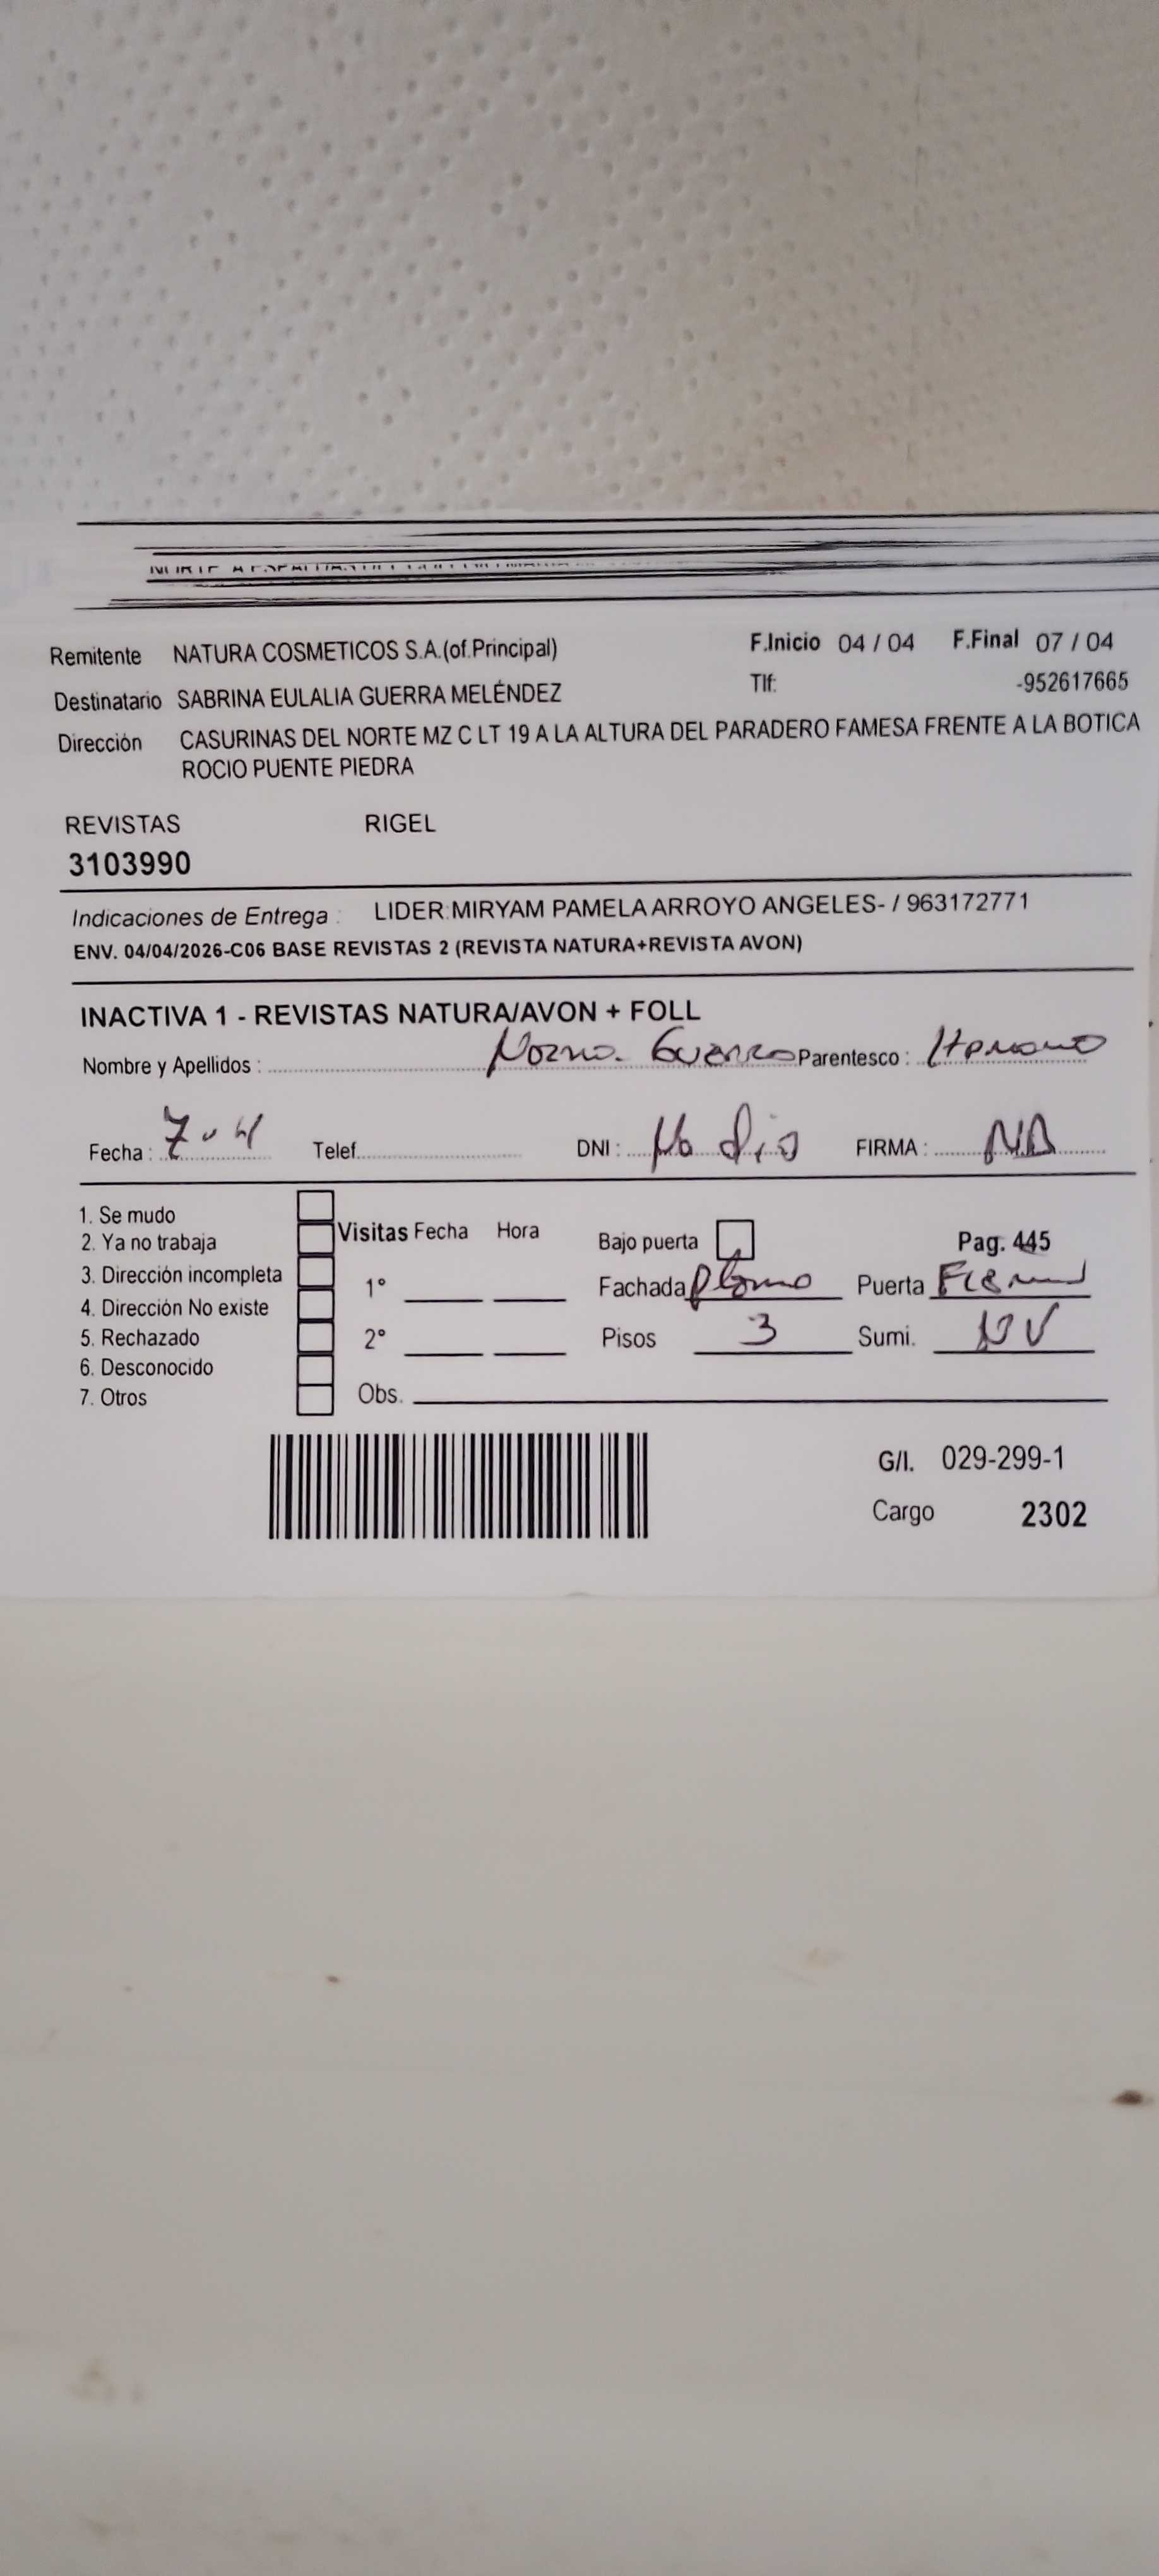 Remitente NATURA COSMETICOS S.A.(of.Principal) F.Inicio 04 / 04 F.Final 07 / 04
Destinatario SABRINA EULALIA GUERRA MELÉNDEZ Tlf: -952617665
Dirección CASURINAS DEL NORTE MZ C LT 19 A LA ALTURA DEL PARADERO FAMESA FRENTE A LA BOTICA
ROCIO PUENTE PIEDRA
REVISTAS RIGEL
3103990
Indicaciones de Entrega : LIDER:MIRYAM PAMELA ARROYO ANGELES- / 963172771
ENV. 04/04/2026-C06 BASE REVISTAS 2 (REVISTA NATURA+REVISTA AVON)
INACTIVA 1 - REVISTAS NATURA/AVON + FOLL
Nombre y Apellidos : Guerra Parentesco :
Fecha : 7-4 Telef. DNI : No dio FIRMA :
1. Se mudo
2. Ya no trabaja Visitas Fecha Hora Bajo puerta Pag. 445
3. Dirección incompleta 1° Fachada Plomo Puerta
4. Dirección No existe
5. Rechazado 2° Pisos 3 Sumi. NV
6. Desconocido
7. Otros Obs.
G/I. 029-299-1
Cargo 2302